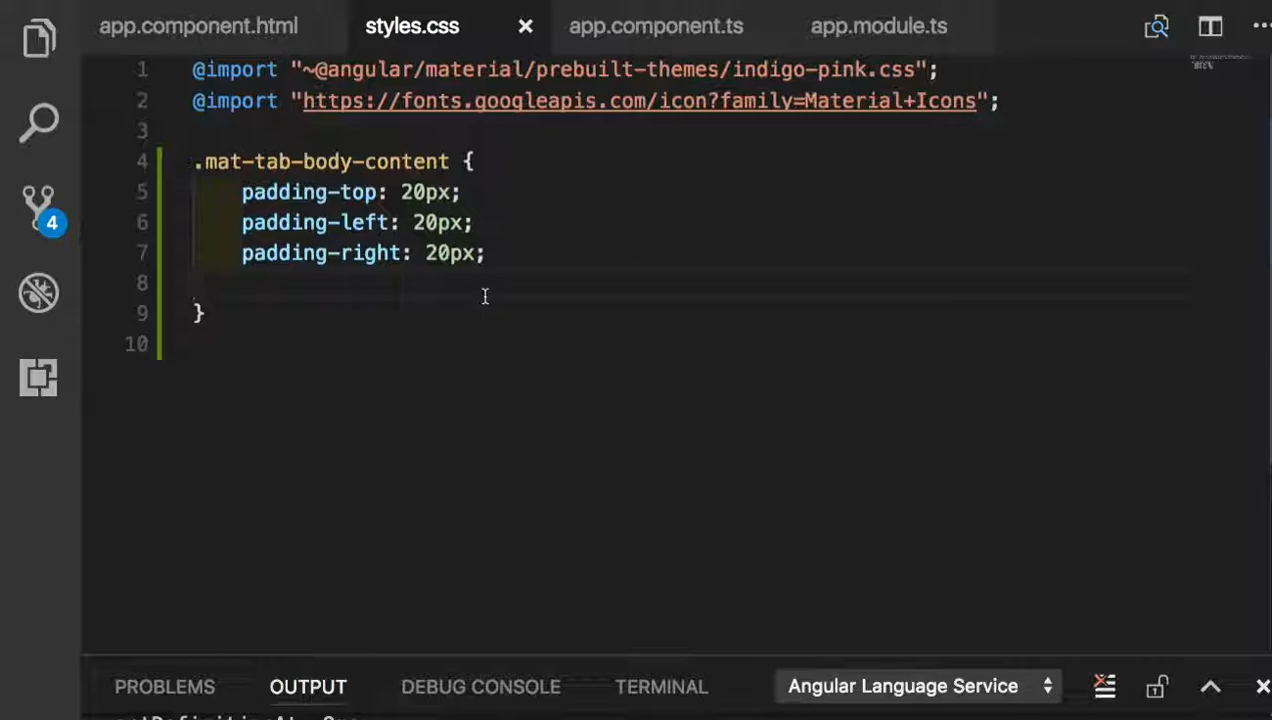 app.component.html styles.css app.component.ts app.module.ts
1 @import "~@angular/material/prebuilt-themes/indigo-pink.css";
2 @import "https://fonts.googleapis.com/icon?family=Material+Icons";
3
4 .mat-tab-body-content {
5 padding-top: 20px;
6 padding-left: 20px;
4
7 padding-right: 20px;
8
9 }
10
PROBLEMS OUTPUT DEBUG CONSOLE TERMINAL Angular Language Service